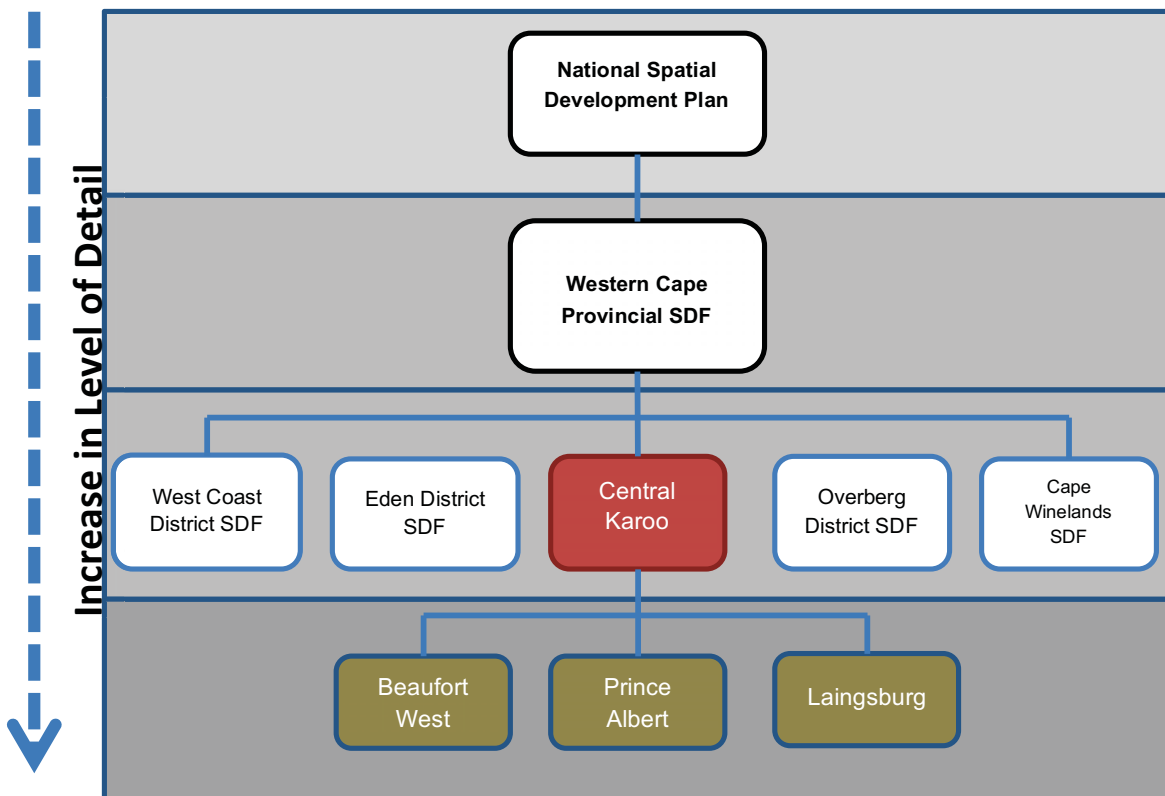 Increase in Level of Detail
National Spatial
Development Plan
Western Cape
Provincial SDF
West Coast
District SDF
Eden District
SDF
Central
Karoo
Overberg
District SDF
Cape
Winelands
SDF
Beaufort
West
Prince
Albert
Laingsburg